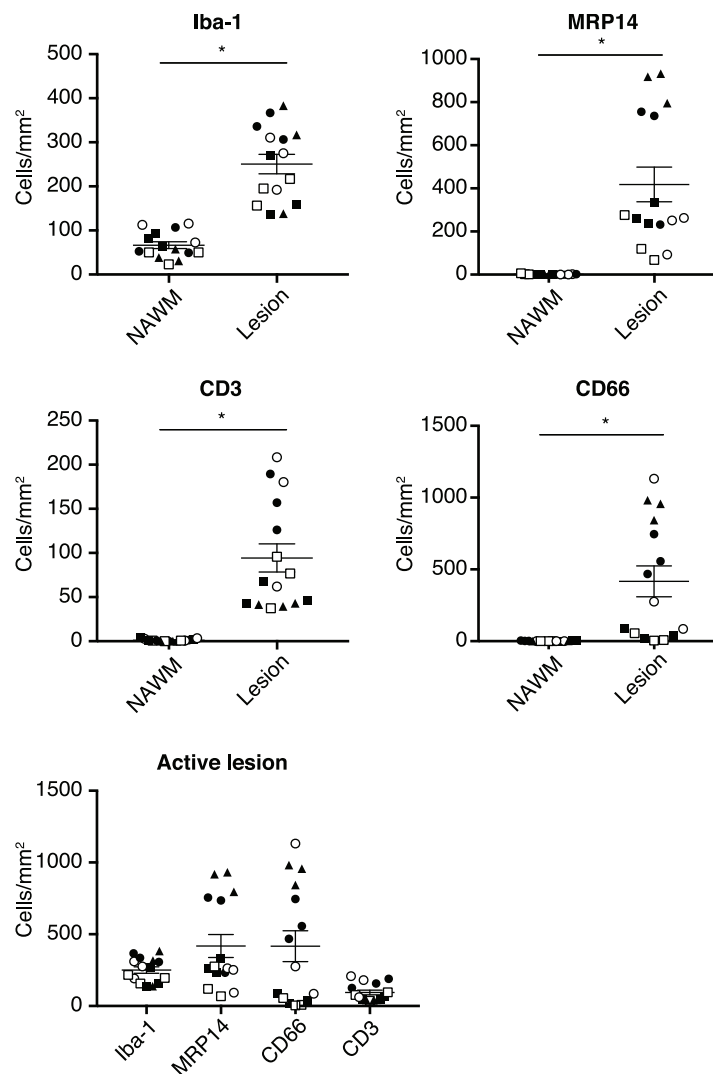 Iba-1
*
500
400
300
200
100
0
Cells/mm²
NAWM
Lesion
MRP14
*
1000
800
600
400
200
0
Cells/mm²
NAWM
Lesion
CD3
*
250
200
150
100
50
0
Cells/mm²
NAWM
Lesion
CD66
*
1500
1000
500
0
Cells/mm²
NAWM
Lesion
Active lesion
1500
1000
500
0
Cells/mm²
Iba-1
MRP14
CD66
CD3